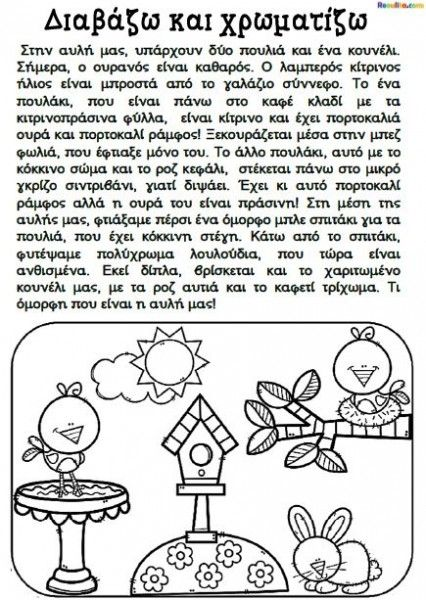 Reoulita.com
Διαβάζω και χρωματίζω
Στην αυλή μας, υπάρχουν δύο πουλιά και ένα κουνέλι.
Σήμερα, ο ουρανός είναι καθαρός. Ο λαμπερός κίτρινος
ήλιος είναι μπροστά από το γαλάζιο σύννεφο. Το ένα
πουλάκι, που είναι πάνω στο καφέ κλαδί με τα
κιτρινοπράσινα φύλλα, είναι κίτρινο και έχει πορτοκαλιά
ουρά και πορτοκαλί ράμφος! Ξεκουράζεται μέσα στην μπεζ
φωλιά, που έφτιαξε μόνο του. Το άλλο πουλάκι, αυτό με το
κόκκινο σώμα και το ροζ κεφάλι, στέκεται πάνω στο μικρό
γκρίζο σιντριβάνι, γιατί διψάει. Έχει κι αυτό πορτοκαλί
ράμφος αλλά η ουρά του είναι πράσινη! Στη μέση της
αυλής μας, φτιάξαμε πέρσι ένα όμορφο μπλε σπιτάκι για τα
πουλιά, που έχει κόκκινη στέγη. Κάτω από το σπιτάκι,
φυτέψαμε πολύχρωμα λουλούδια, που τώρα είναι
ανθισμένα. Εκεί δίπλα, βρίσκεται και το χαριτωμένο
κουνέλι μας, με τα ροζ αυτιά και το καφετί τρίχωμα. Τι
όμορφη που είναι η αυλή μας!